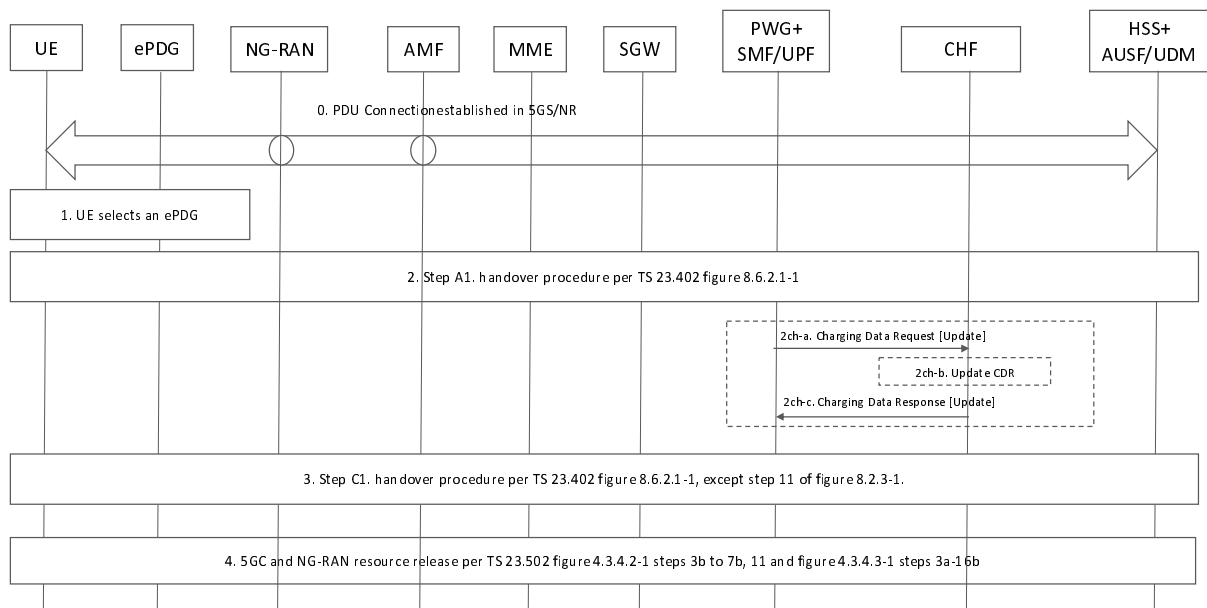 UE
ePDG
NG-RAN
AMF
MME
SGW
PWG+
SMF/UPF
CHF
HSS+
AUSF/UDM
0. PDU Connectionestablished in 5GS/NR
1. UE selects an ePDG
2. Step A1. handover procedure per TS 23.402 figure 8.6.2.1-1
2ch-a. Charging Data Request [Update]
2ch-b. Update CDR
2ch-c. Charging Data Response [Update]
3. Step C1. handover procedure per TS 23.402 figure 8.6.2.1-1, except step 11 of figure 8.2.3-1.
4. 5GC and NG-RAN resource release per TS 23.502 figure 4.3.4.2-1 steps 3b to 7b, 11 and figure 4.3.4.3-1 steps 3a-16b